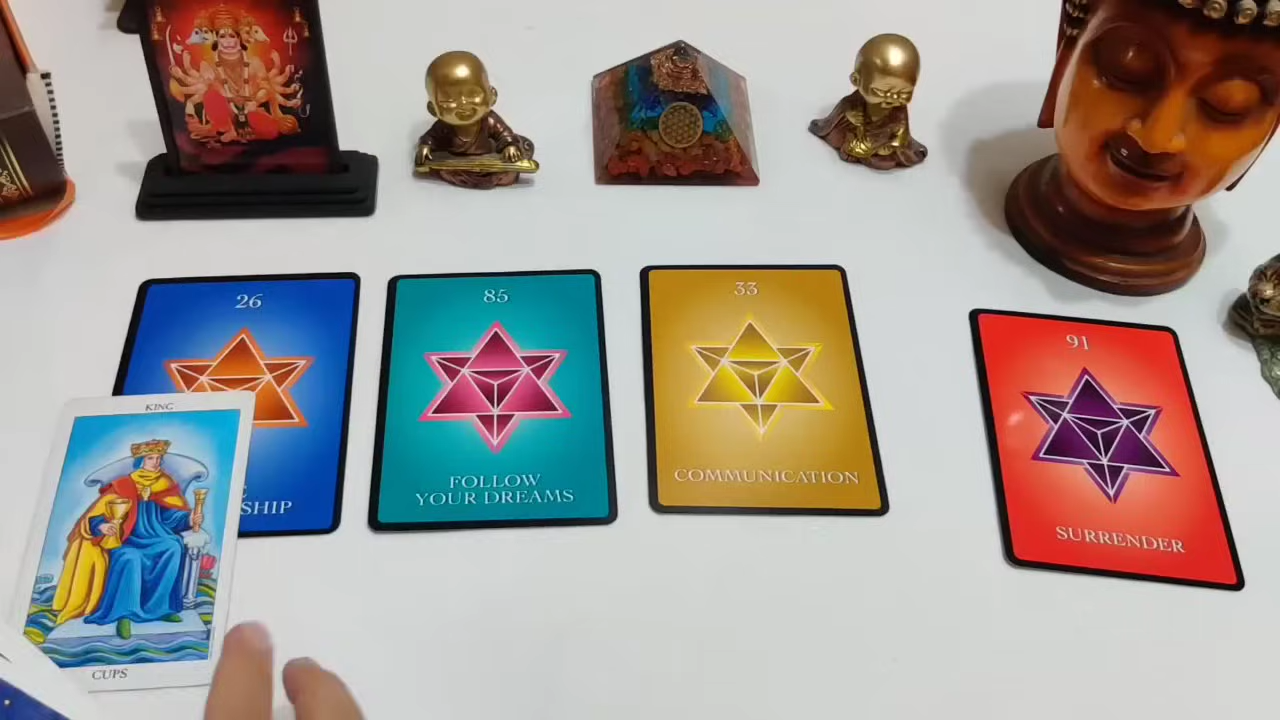 26
SHIP
85
FOLLOW
YOUR DREAMS
33
COMMUNICATION
91
SURRENDER
KING
CUPS